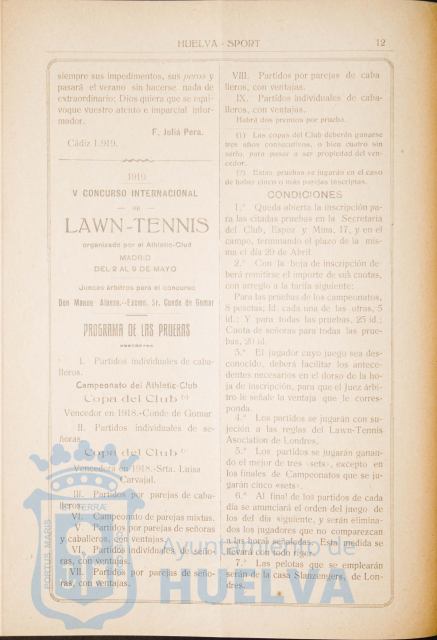 HUELVA - SPORT
12
siempre sus impedimentos, sus peros y
pasará el verano sin hacerse nada de
extraordinario; Dios quiera que se equi-
voque vuestro atento e imparcial infor-
mador.
F. Juliá Pera.
Cádiz 1.919.
1919
V CONCURSO INTERNACIONAL
DE
LAWN-TENNIS
organizado por el Athletic-Club
MADRID
DEL 2 AL 9 DE MAYO
Jueces árbitros para el concurso
Don Manue Alonso.-Excmo. Sr. Conde de Gomar
PROGRAMA DE LAS PRUEBAS
I. Partidos individuales de caba-
lleros.
Campeonato del Athletic-Club
Copa del Club (1)
Vencedor en 1918.-Conde de Gomar
II. Partidos individuales de se-
ñoras.
Copa del Club
Vencedora en 1918.-Srta. Luisa
Carvajal.
III. Partidos por parejas de caba-
lleros.
VI. Campeonato de parejas mixtas.
V. Partidos por parejas de señoras
y caballeros, con ventajas.
VI. Partidos individuales de seño-
ras, con ventajas.
VII. Partidos por parejas de seño-
ras, con ventajas.
VIII. Partidos por parejas de caba
lleros, con ventajas.
IX. Partidos individuales de caba-
lleros, con ventajas.
Habrá dos premios por prueba.
(1) Las copas del Club deberán ganarse
tres años consecutivos, o bien cuatro sin
serlo, para pasar a ser propiedad del ven-
cedor.
(2) Estas pruebas se jugarán en el caso
de haber cinco o más parejas inscriptas.
CONDICIONES
1.ª Queda abierta la inscripción pa-
ra las citadas pruebas en la Secretaría
del Club, Espoz y Mina, 17, y en el
campo, terminando el plazo de la mis-
ma el día 29 de Abril.
2.ª Con la hoja de inscripción de-
berá remitirse el importe de sus cuotas,
con arreglo a la tarifa siguiente:
Para las pruebas de los campeonatos,
8 pesetas; Id. cada una de las otras, 5
id.; Y para todas las pruebas, 25 id.;
Cuota de señoras para todas las prue-
bas, 20 id.
3.ª El jugador cuyo juego sea des-
conocido, deberá facilitar los antece-
dentes necesarios en el dorso de la ho-
ja de inscripción, para que el Juez árbi-
tro le señale la ventaja que le corres-
ponda.
4.ª Los partidos se jugarán con su-
jeción a las reglas del Lawn-Tennis
Asociation de Londres.
5.ª Los partidos se jugarán ganan-
do el mejor de tres «sets», excepto en
los finales de Campeonatos que se ju-
garán cinco «sets».
6.ª Al final de los partidos de cada
día se anunciará el orden del juego de
los del día siguiente, y serán elimina-
dos los jugadores que no comparezcan
a las horas señaladas. Esta medida se
llevará con todo rigor.
7.ª Las pelotas que se emplearán
serán de la casa Slanzangers, de Lon-
dres.
PORTUS MARIS
TERRAE
Ayuntamiento de
HUELVA